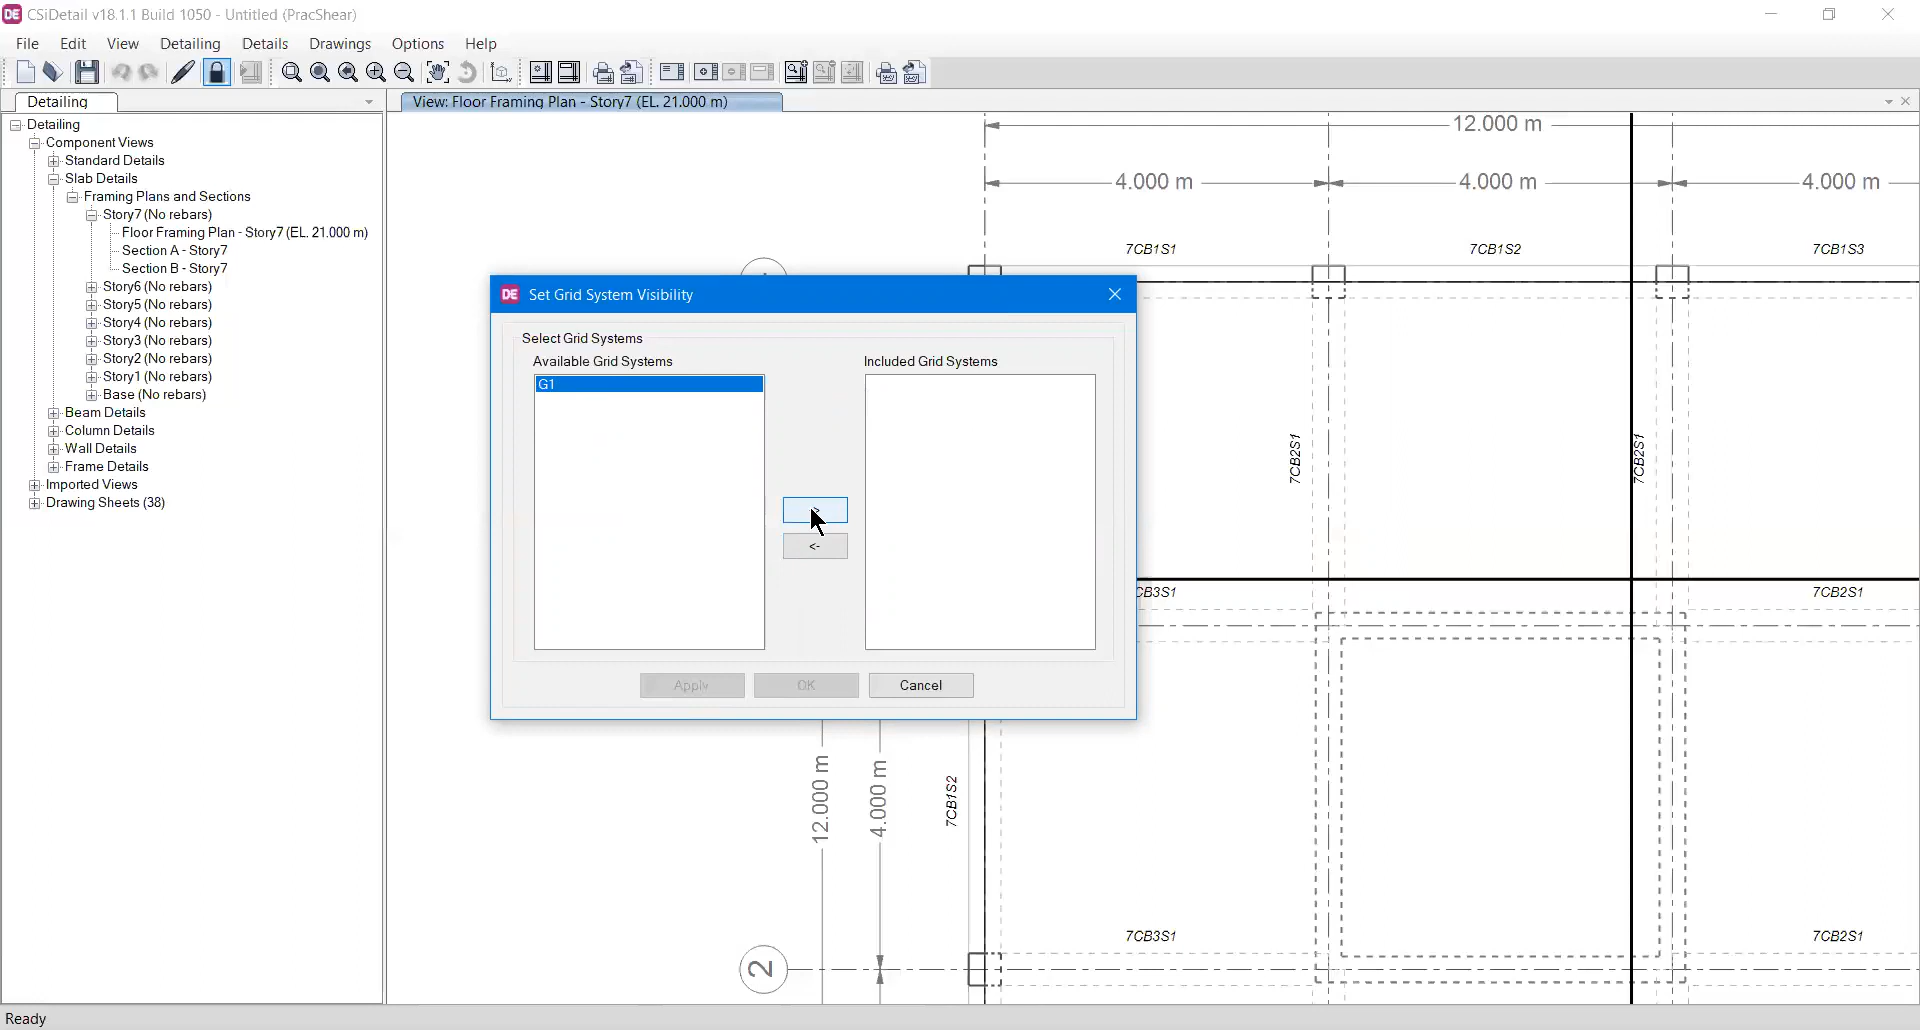 DE CSiDetail v18.1.1 Build 1050 - Untitled (PracShear)
File Edit View Detailing Details Drawings Options Help
Detailing
View: Floor Framing Plan - Story7 (EL. 21.000 m)
Detailing
Component Views
Standard Details
Slab Details
Framing Plans and Sections
Story7 (No rebars)
Floor Framing Plan - Story7 (EL. 21.000 m)
Section A - Story7
Section B - Story7
Story6 (No rebars)
Story5 (No rebars)
Story4 (No rebars)
Story3 (No rebars)
Story2 (No rebars)
Story1 (No rebars)
Base (No rebars)
Beam Details
Column Details
Wall Details
Frame Details
Imported Views
Drawing Sheets (38)
12.000 m
4.000 m 4.000 m 4.000 m
7CB1S1 7CB1S2 7CB1S3
DE Set Grid System Visibility
Select Grid Systems
Available Grid Systems Included Grid Systems
G1
<-
Apply OK Cancel
7CB2S1 7CB2S1
CB3S1 7CB2S1
12.000 m 4.000 m 7CB1S2
7CB3S1 7CB2S1
2
Ready